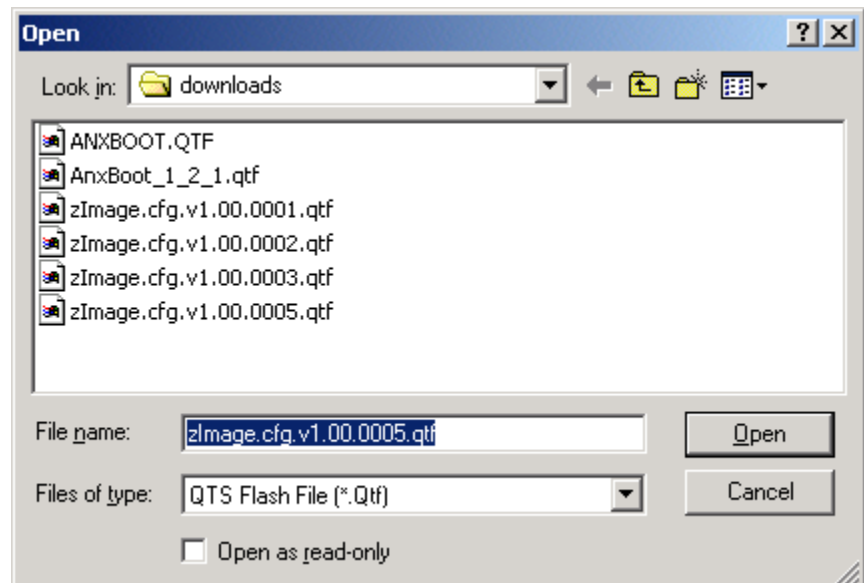 Open
Look in: downloads
ANXBOOT.QTF
AnxBoot_1_2_1.qtf
zImage.cfg.v1.00.0001.qtf
zImage.cfg.v1.00.0002.qtf
zImage.cfg.v1.00.0003.qtf
zImage.cfg.v1.00.0005.qtf
File name: zImage.cfg.v1.00.0005.qtf Open
Files of type: QTS Flash File (*.Qtf) Cancel
Open as read-only